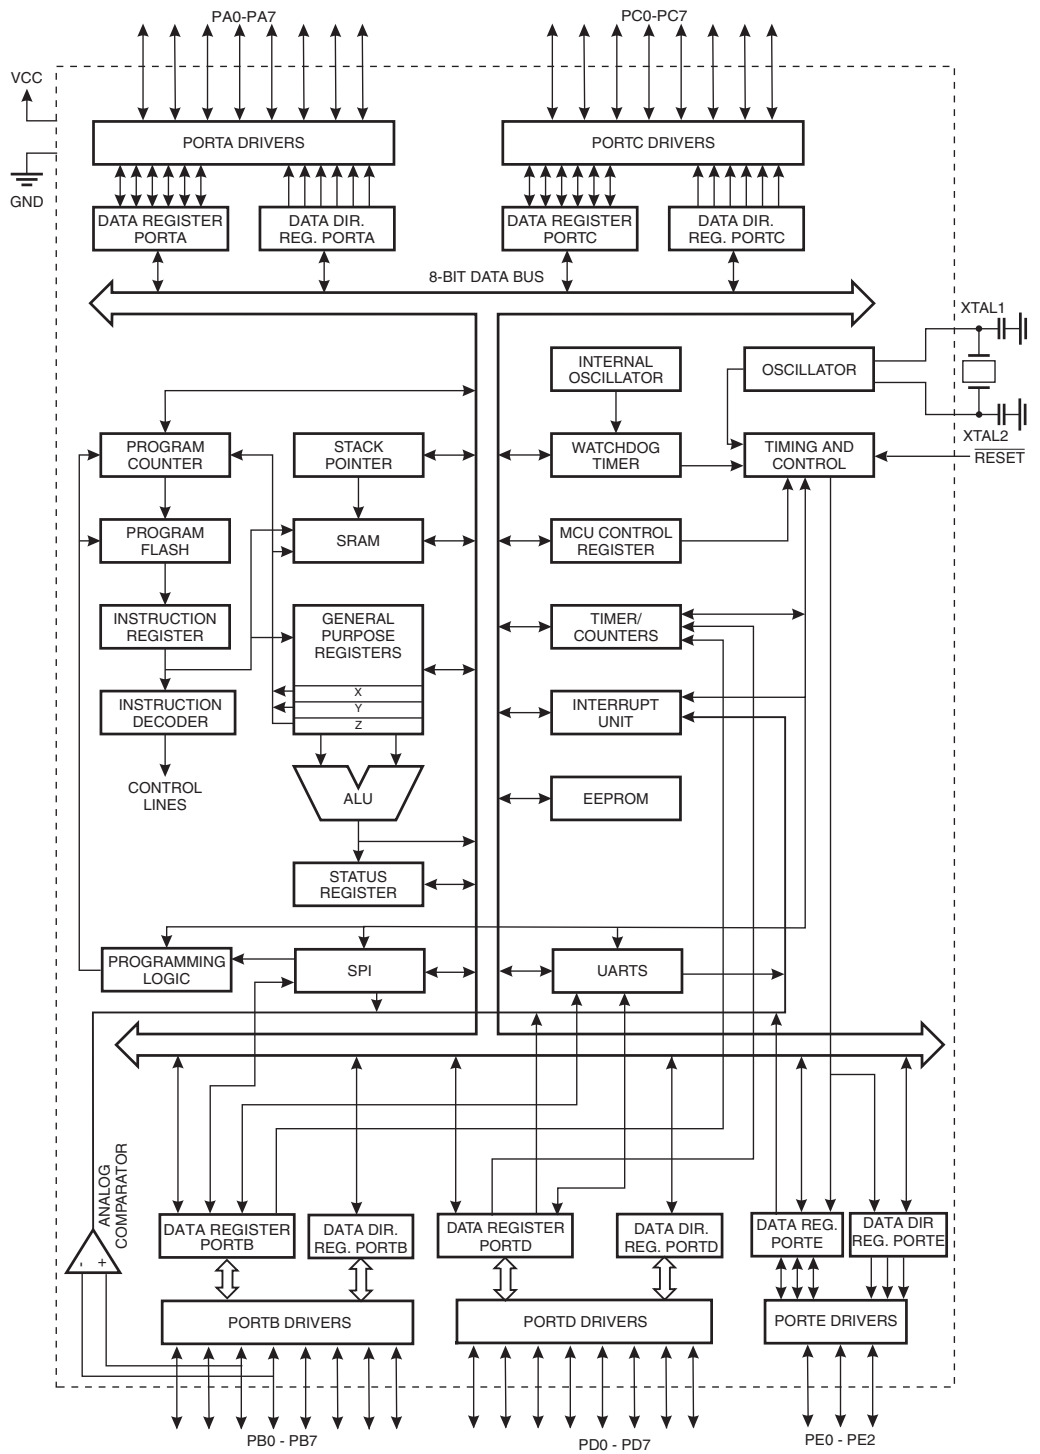 PA0-PA7
PC0-PC7
VCC
PORTA DRIVERS
PORTC DRIVERS
GND
DATA REGISTER
PORTA
DATA DIR.
REG. PORTA
DATA REGISTER
PORTC
DATA DIR.
REG. PORTC
8-BIT DATA BUS
XTAL1
INTERNAL
OSCILLATOR
OSCILLATOR
XTAL2
PROGRAM
COUNTER
STACK
POINTER
WATCHDOG
TIMER
TIMING AND
CONTROL
RESET
PROGRAM
FLASH
SRAM
MCU CONTROL
REGISTER
INSTRUCTION
REGISTER
GENERAL
PURPOSE
REGISTERS
TIMER/
COUNTERS
X
Y
Z
INSTRUCTION
DECODER
INTERRUPT
UNIT
CONTROL
LINES
ALU
EEPROM
STATUS
REGISTER
PROGRAMMING
LOGIC
SPI
UARTS
ANALOG
COMPARATOR
- +
DATA REGISTER
PORTB
DATA DIR.
REG. PORTB
DATA REGISTER
PORTD
DATA DIR.
REG. PORTD
DATA REG.
PORTE
DATA DIR
REG. PORTE
PORTB DRIVERS
PORTD DRIVERS
PORTE DRIVERS
PB0 - PB7
PD0 - PD7
PE0 - PE2